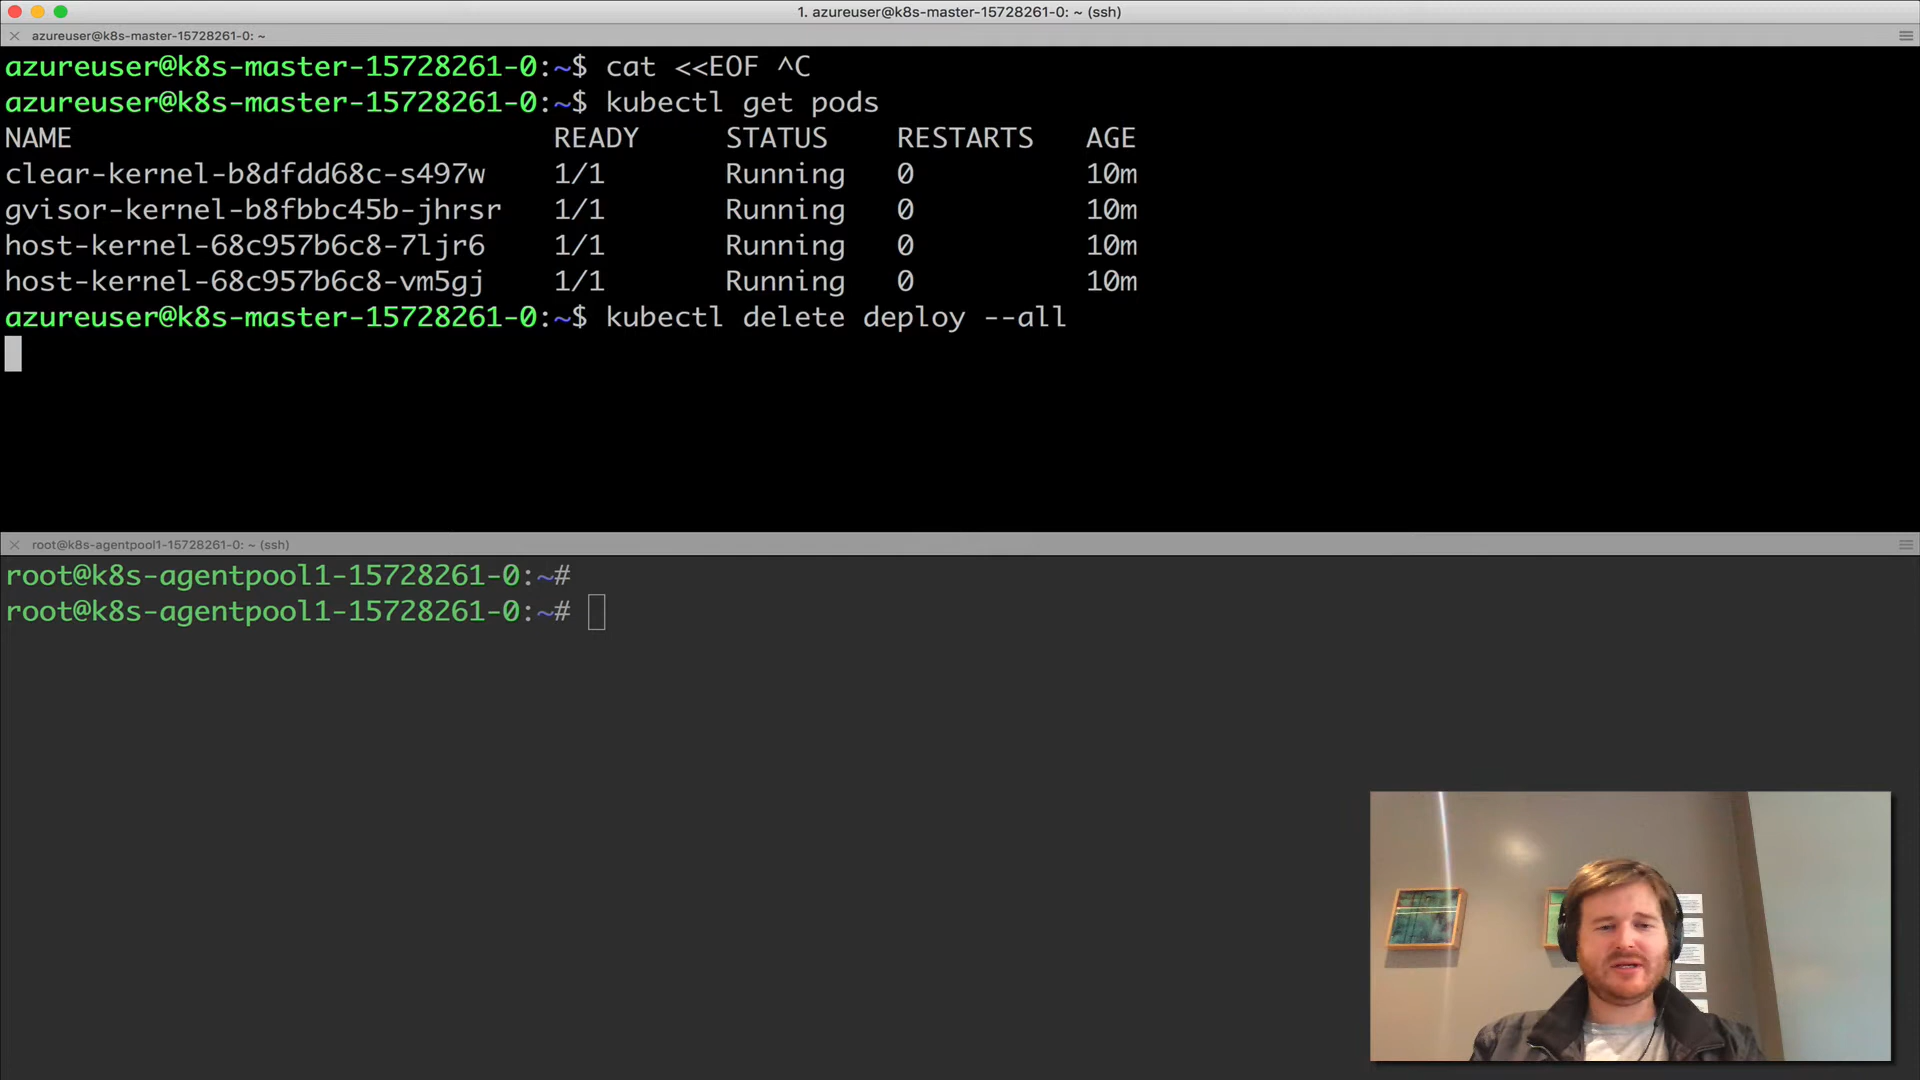 1. azureuser@k8s-master-15728261-0: ~ (ssh)
azureuser@k8s-master-15728261-0: ~
azureuser@k8s-master-15728261-0:~$ cat <<EOF ^C
azureuser@k8s-master-15728261-0:~$ kubectl get pods
NAME READY STATUS RESTARTS AGE
clear-kernel-b8dfdd68c-s497w 1/1 Running 0 10m
gvisor-kernel-b8fbbc45b-jhrsr 1/1 Running 0 10m
host-kernel-68c957b6c8-7ljr6 1/1 Running 0 10m
host-kernel-68c957b6c8-vm5gj 1/1 Running 0 10m
azureuser@k8s-master-15728261-0:~$ kubectl delete deploy --all
root@k8s-agentpool1-15728261-0: ~ (ssh)
root@k8s-agentpool1-15728261-0:~#
root@k8s-agentpool1-15728261-0:~#